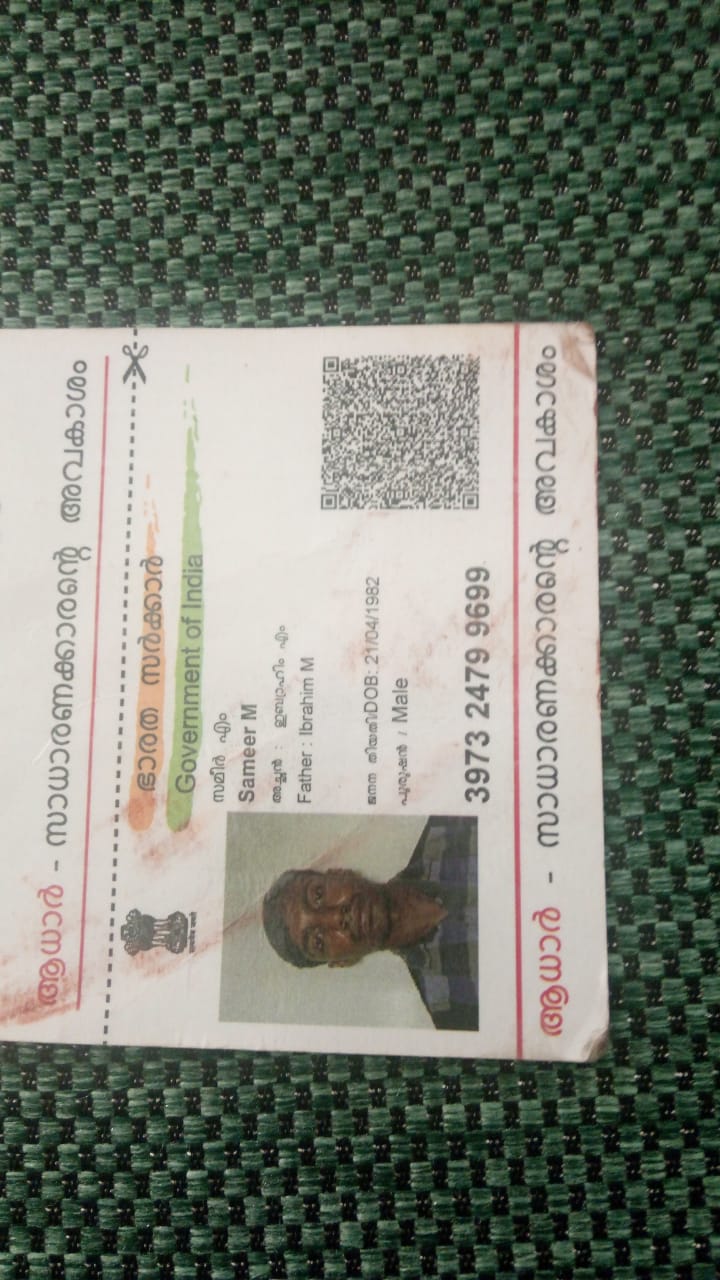 ആധാർ - സാധാരണക്കാരന്റെ അവകാശം
ഭാരത സർക്കാർ
Government of India
സമീർ എം
Sameer M
അച്ഛൻ : ഇബ്രാഹിം എം
Father : Ibrahim M
ജനന തീയതി/DOB: 21/04/1982
പുരുഷൻ / Male
3973 2479 9699
ആധാർ - സാധാരണക്കാരന്റെ അവകാശം